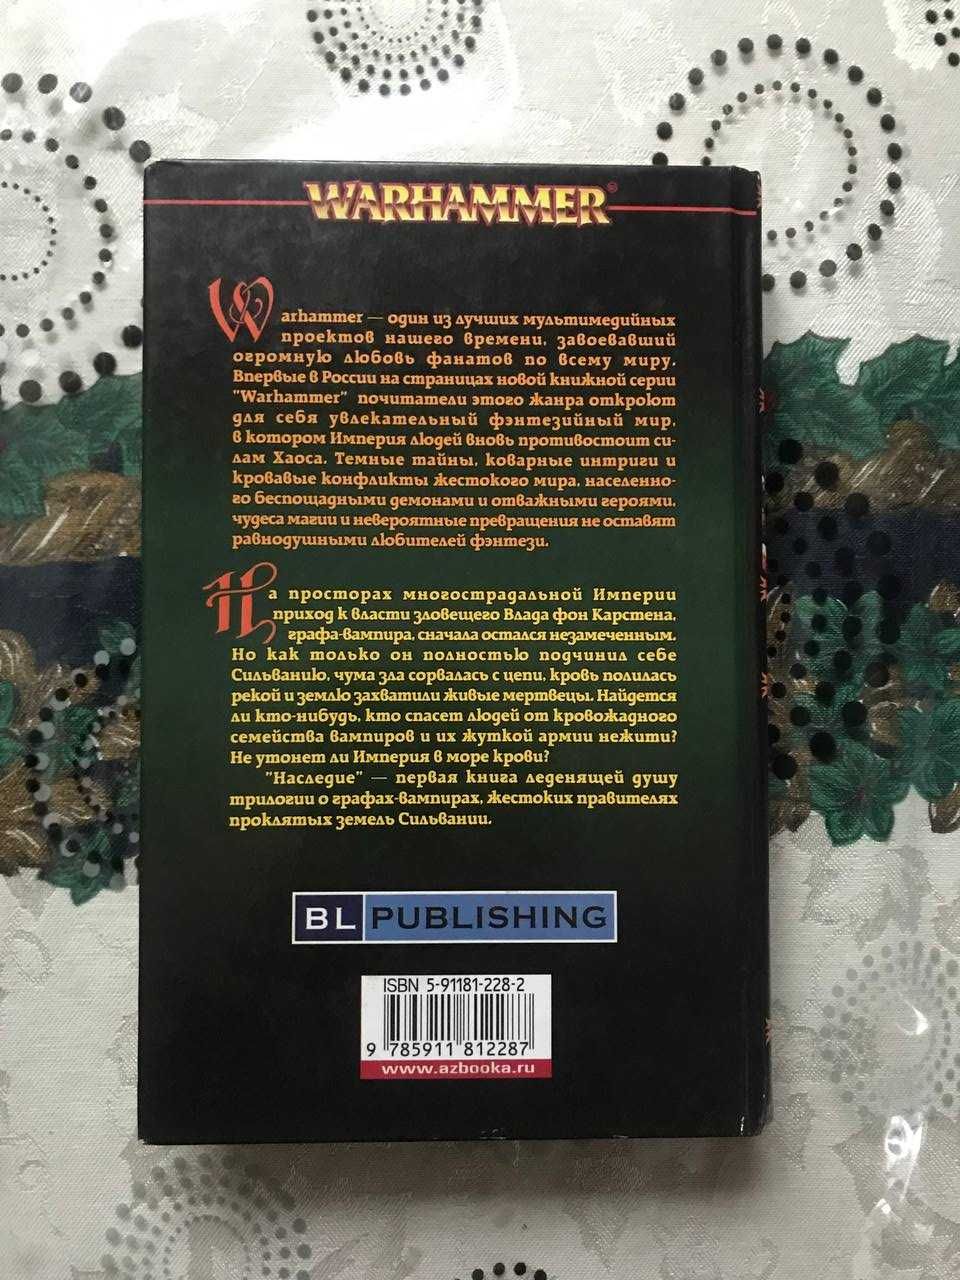 WARHAMMER®
Warhammer — один из лучших мультимедийных
проектов нашего времени, завоевавший
огромную любовь фанатов по всему миру.
Впервые в России на страницах новой книжной серии
"Warhammer" почитатели этого жанра откроют
для себя увлекательный фэнтезийный мир,
в котором Империя людей вновь противостоит си-
лам Хаоса. Темные тайны, коварные интриги и
кровавые конфликты жестокого мира, населенно-
го беспощадными демонами и отважными героями,
чудеса магии и невероятные превращения не оставят
равнодушными любителей фэнтези.
На просторах многострадальной Империи
приход к власти зловещего Влада фон Карстена,
графа-вампира, сначала остался незамеченным.
Но как только он полностью подчинил себе
Сильванию, чума зла сорвалась с цепи, кровь полилась
рекой и землю захватили живые мертвецы. Найдется
ли кто-нибудь, кто спасет людей от кровожадного
семейства вампиров и их жуткой армии нежити?
Не утонет ли Империя в море крови?
"Наследие" — первая книга леденящей душу
трилогии о графах-вампирах, жестоких правителях
проклятых земель Сильвании.
BL PUBLISHING
ISBN 5-91181-228-2
9 785911 812287
www.azbooka.ru